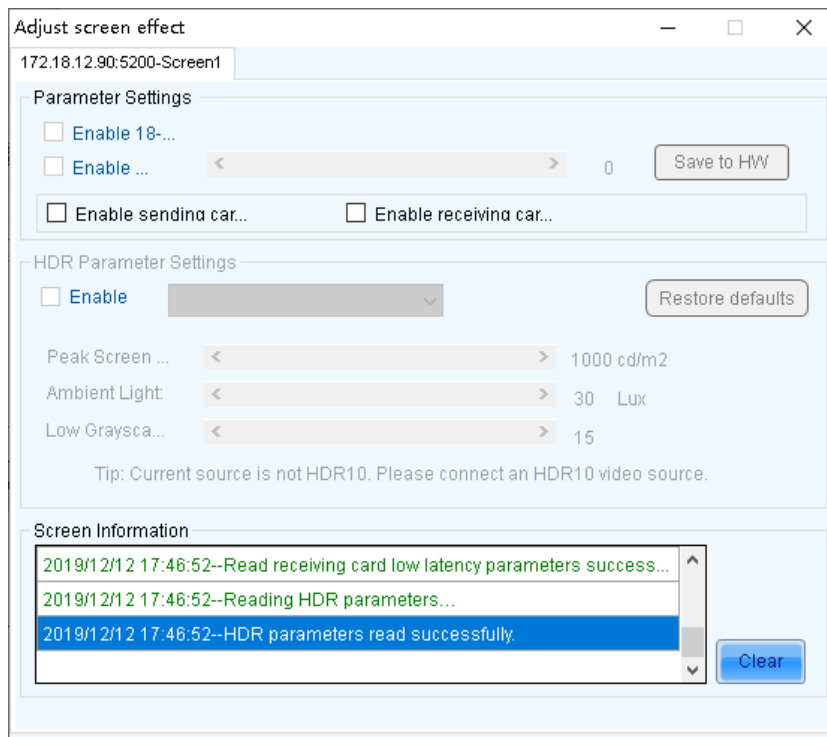 Adjust screen effect
172.18.12.90:5200-Screen1
Parameter Settings
Enable 18-...
Enable ... 0 Save to HW
Enable sending car... Enable receiving car...
HDR Parameter Settings
Enable Restore defaults
Peak Screen ... 1000 cd/m2
Ambient Light: 30 Lux
Low Graysca... 15
Tip: Current source is not HDR10. Please connect an HDR10 video source.
Screen Information
2019/12/12 17:46:52--Read receiving card low latency parameters success...
2019/12/12 17:46:52--Reading HDR parameters...
2019/12/12 17:46:52--HDR parameters read successfully.
Clear